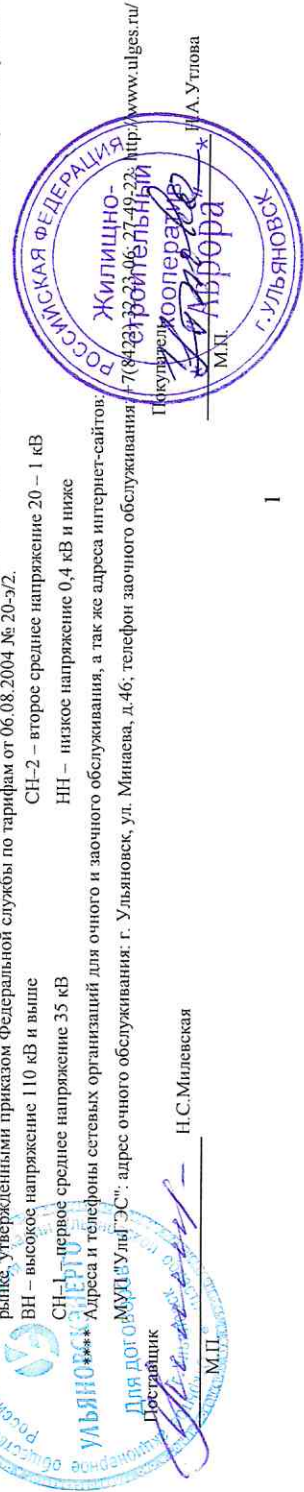 рынке, утвержденными приказом Федеральной службы по тарифам от 06.08.2004 № 20-э/2.
ВН – высокое напряжение 110 кВ и выше
СН–2 – второе среднее напряжение 20 – 1 кВ
СН–1 – первое среднее напряжение 35 кВ
НН – низкое напряжение 0,4 кВ и ниже
**** Адреса и телефоны сетевых организаций для очного и заочного обслуживания, а так же адреса интернет-сайтов:
МУП "УльГЭС": адрес очного обслуживания: г. Ульяновск, ул. Минаева, д.46; телефон заочного обслуживания: +7(8422) 32-23-06; 27-49-22; http://www.ulges.ru/
Поставщик
Н.С.Милевская
М.П.
Покупатель
Утлова
М.П.
УЛЬЯНОВСКЭНЕРГО
Для договоров
РОССИЙСКАЯ ФЕДЕРАЦИЯ
Жилищно-
строительный
кооператив
"Аврора"
г. УЛЬЯНОВСК
1